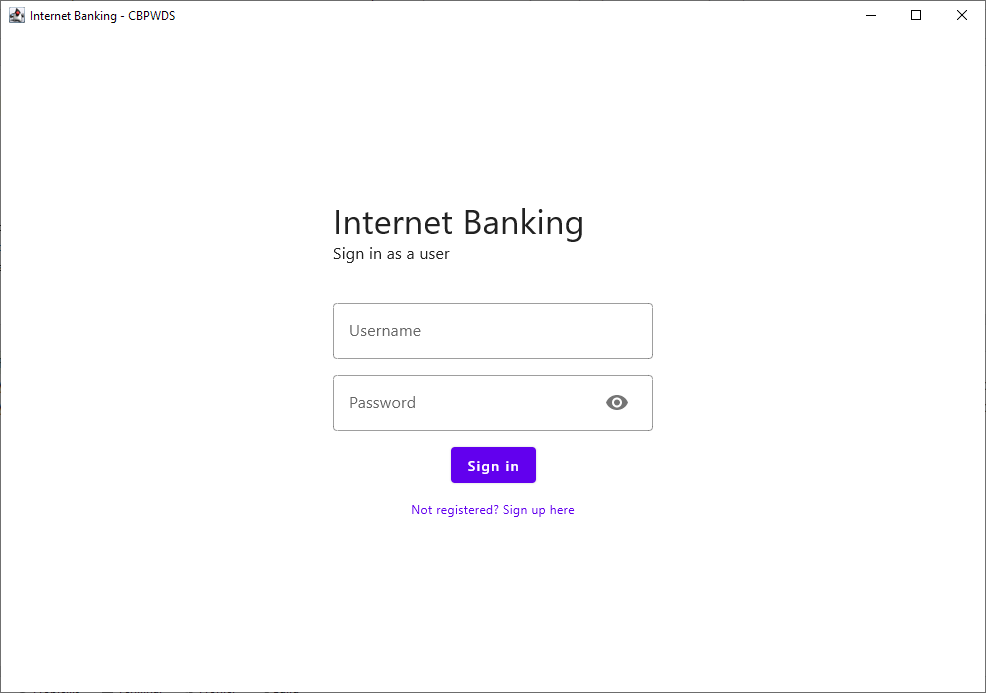 Internet Banking - CBPWDS
Internet Banking
Sign in as a user
Username
Password
Sign in
Not registered? Sign up here